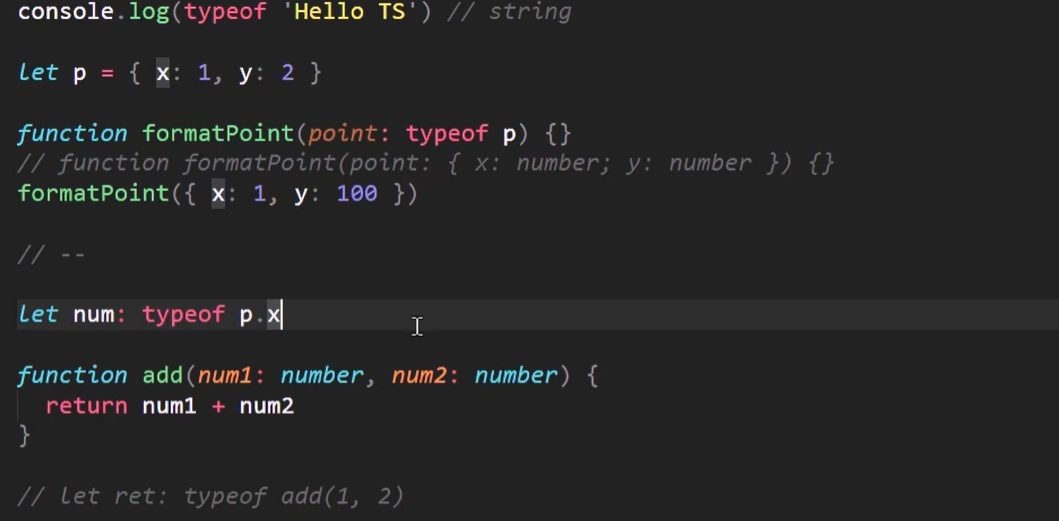 console.log(typeof 'Hello TS') // string
let p = { x: 1, y: 2 }
function formatPoint(point: typeof p) {}
// function formatPoint(point: { x: number; y: number }) {}
formatPoint({ x: 1, y: 100 })
// --
let num: typeof p.x
function add(num1: number, num2: number) {
  return num1 + num2
}
// let ret: typeof add(1, 2)